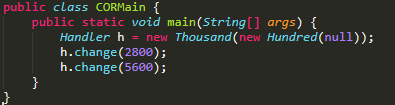 public class CORMain {
    public static void main(String[] args) {
        Handler h = new Thousand(new Hundred(null));
        h.change(2800);
        h.change(5600);
    }
}